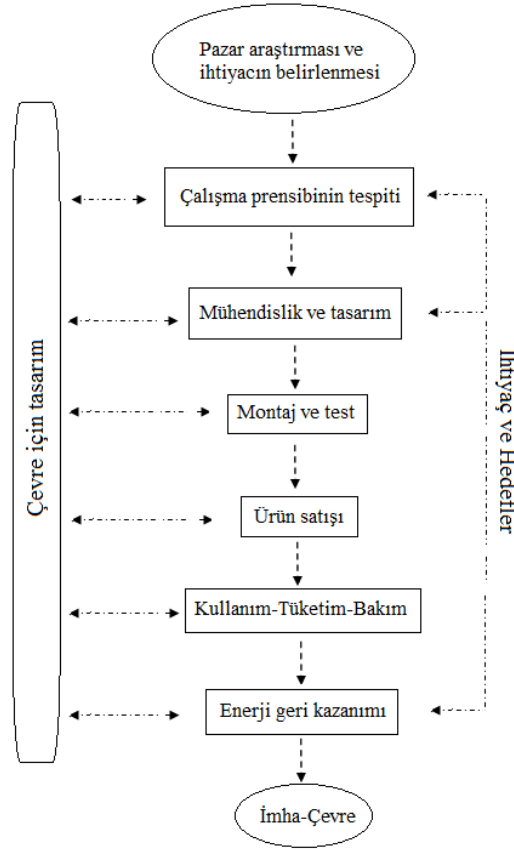 Pazar araştırması ve
ihtiyacın belirlenmesi
Çalışma prensibinin tespiti
Mühendislik ve tasarım
Montaj ve test
Ürün satışı
Kullanım-Tüketim-Bakım
Enerji geri kazanımı
İmha-Çevre
Çevre için tasarım
İhtiyaç ve Hedefler